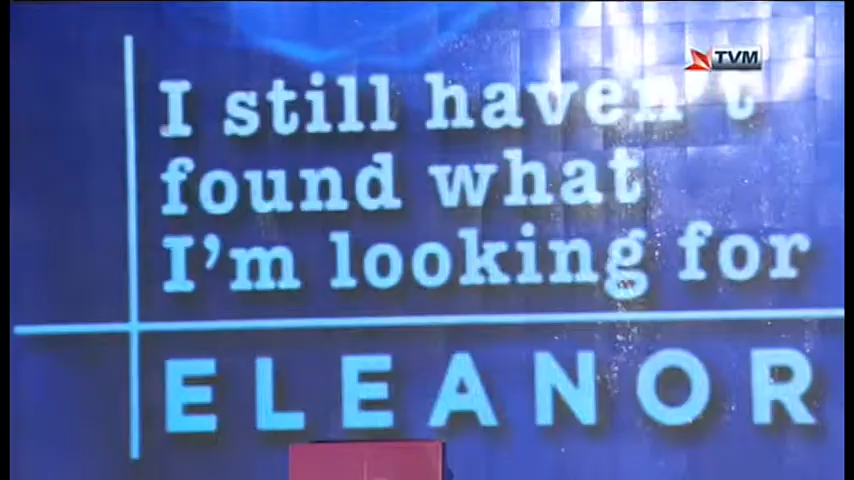 TVM
I still haven't
found what
I'm looking for
ELEANOR